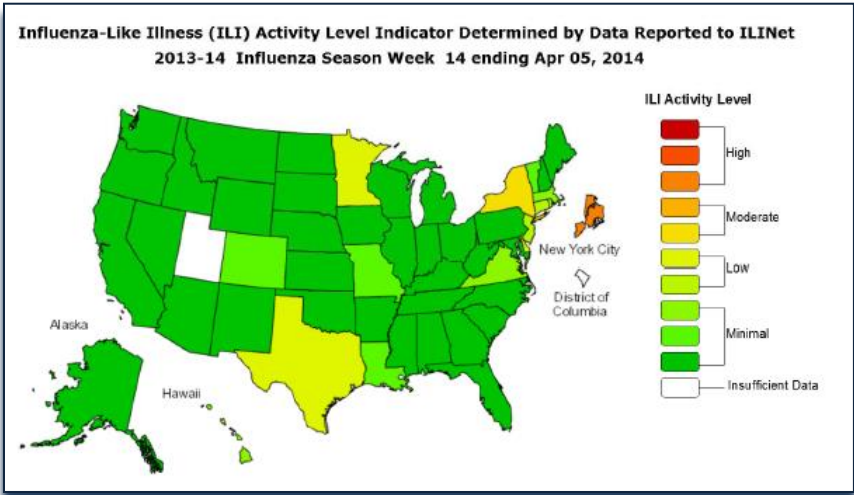 Influenza-Like Illness (ILI) Activity Level Indicator Determined by Data Reported to ILINet
2013-14 Influenza Season Week 14 ending Apr 05, 2014
ILI Activity Level
High
Moderate
Low
Minimal
Insufficient Data
New York City
District of
Columbia
Alaska
Hawaii